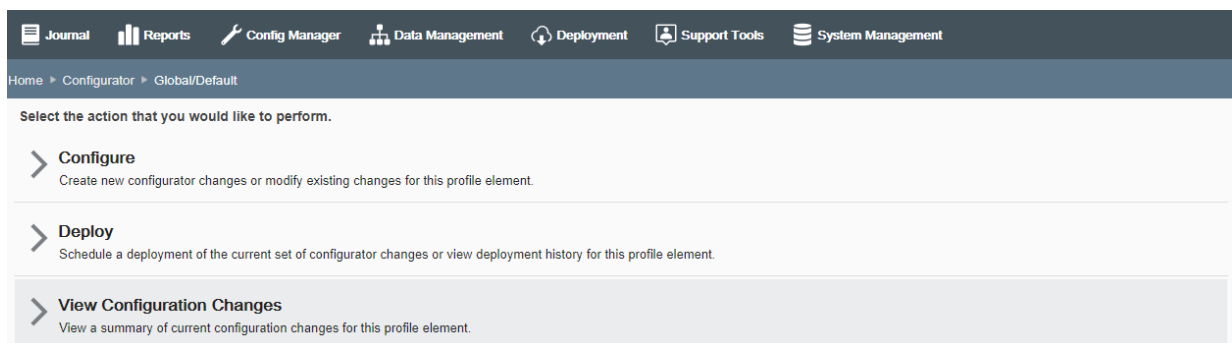 Journal Reports Config Manager Data Management Deployment Support Tools System Management
Home ▸ Configurator ▸ Global/Default
Select the action that you would like to perform.
Configure
Create new configurator changes or modify existing changes for this profile element.
Deploy
Schedule a deployment of the current set of configurator changes or view deployment history for this profile element.
View Configuration Changes
View a summary of current configuration changes for this profile element.